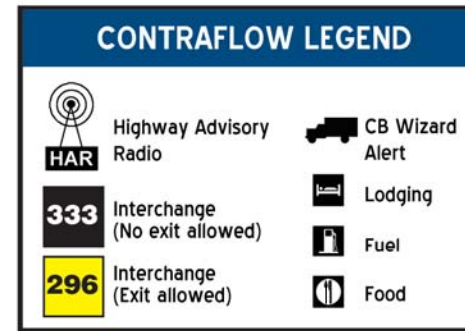 CONTRAFLOW LEGEND
HAR
Highway Advisory
Radio
333
Interchange
(No exit allowed)
296
Interchange
(Exit allowed)
CB Wizard
Alert
Lodging
Fuel
Food